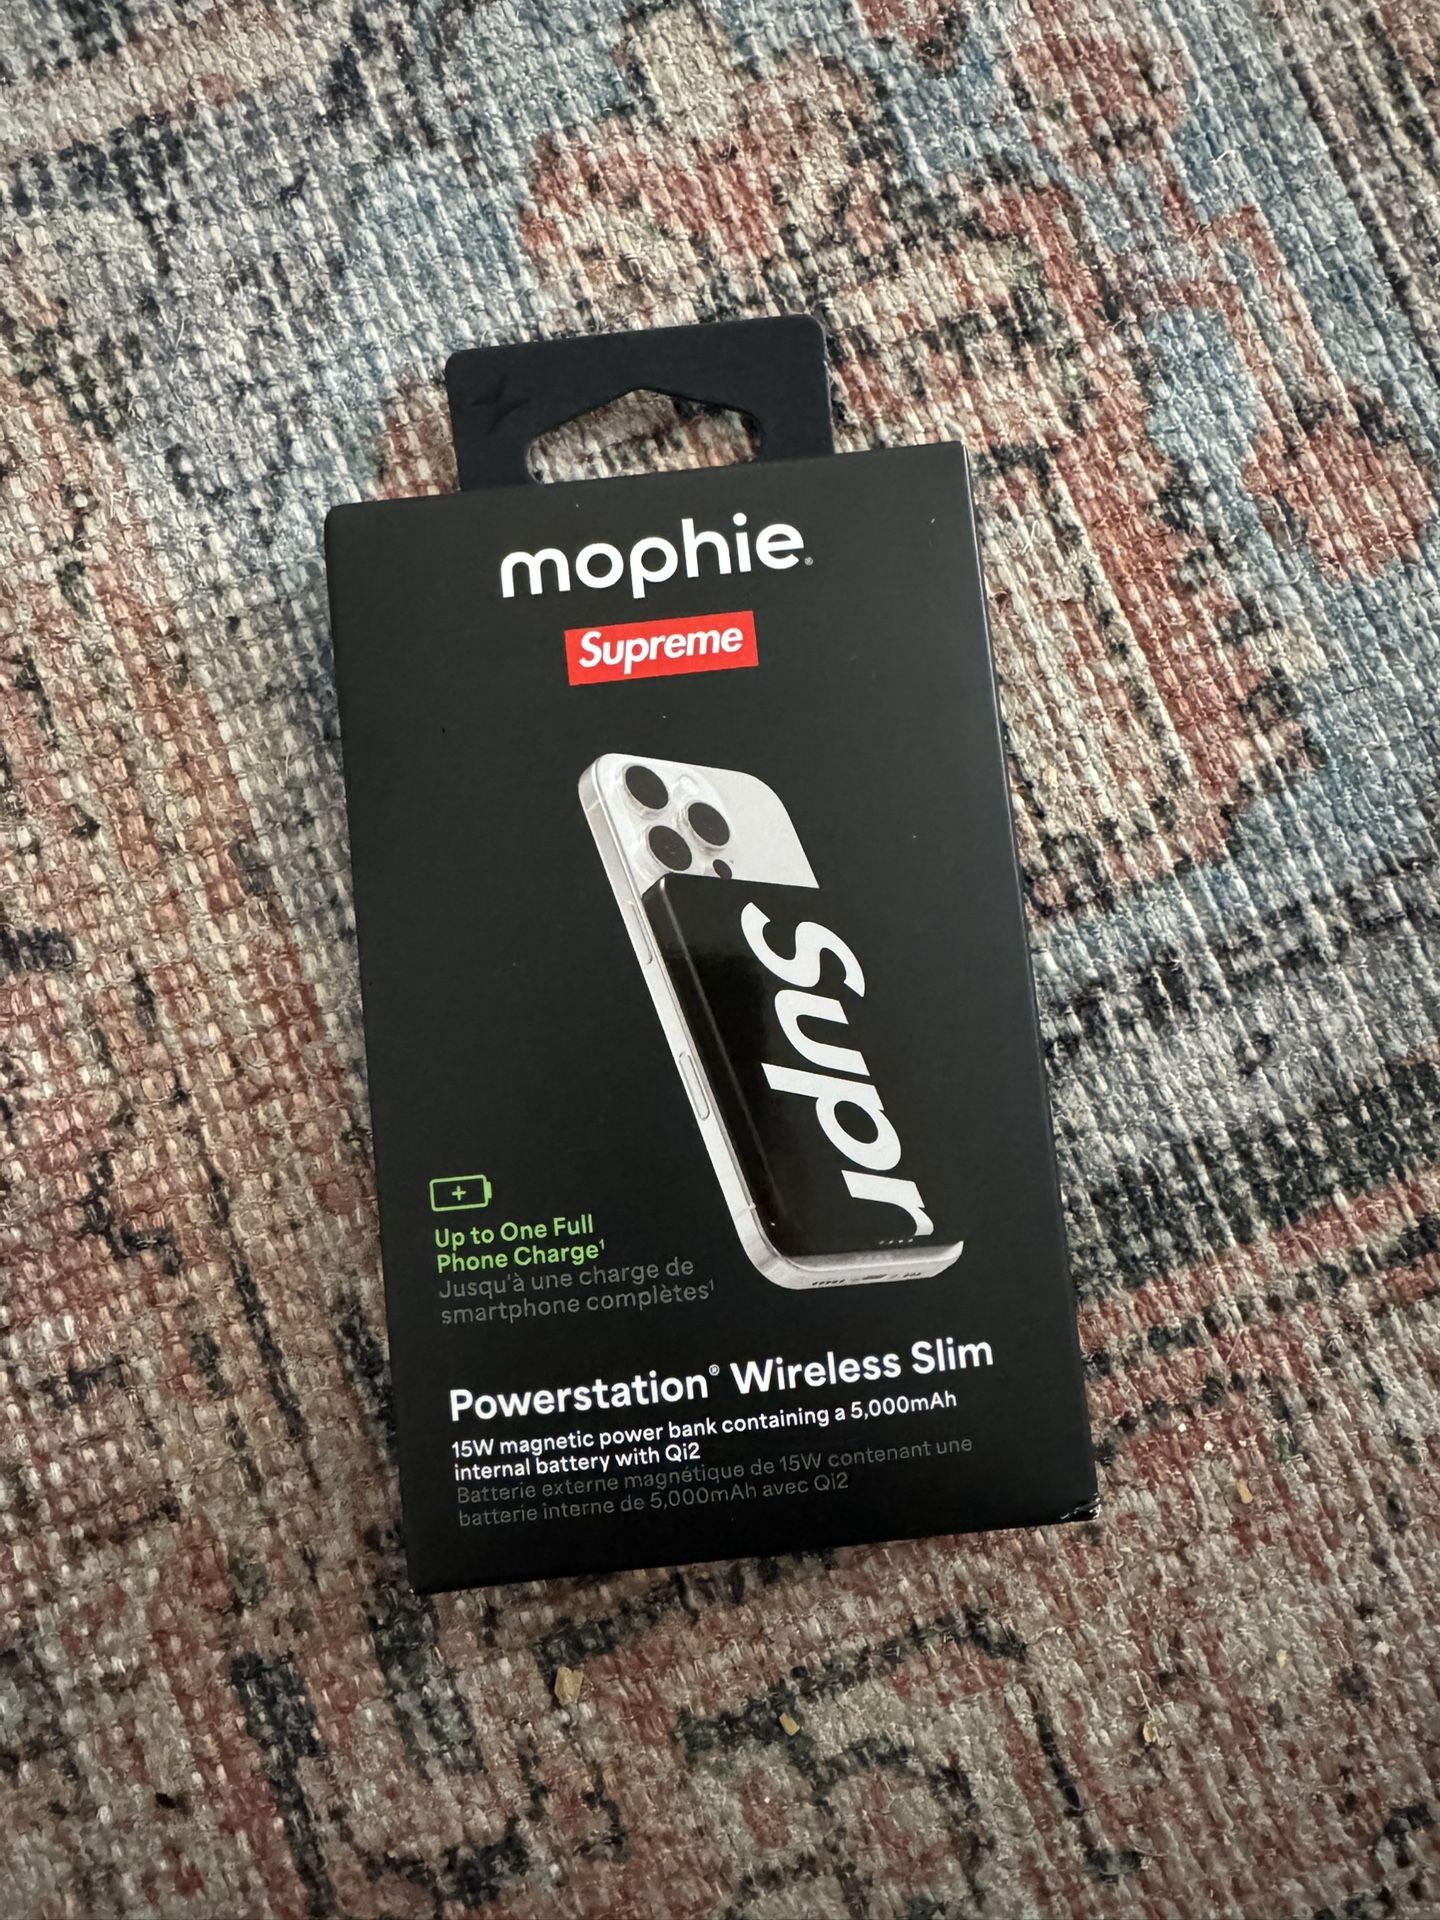 mophie®
Supreme
Supr
Up to One Full
Phone Charge¹
Jusqu'à une charge de
smartphone complètes¹
Powerstation® Wireless Slim
15W magnetic power bank containing a 5,000mAh
internal battery with Qi2
Batterie externe magnétique de 15W contenant une
batterie interne de 5,000mAh avec Qi2